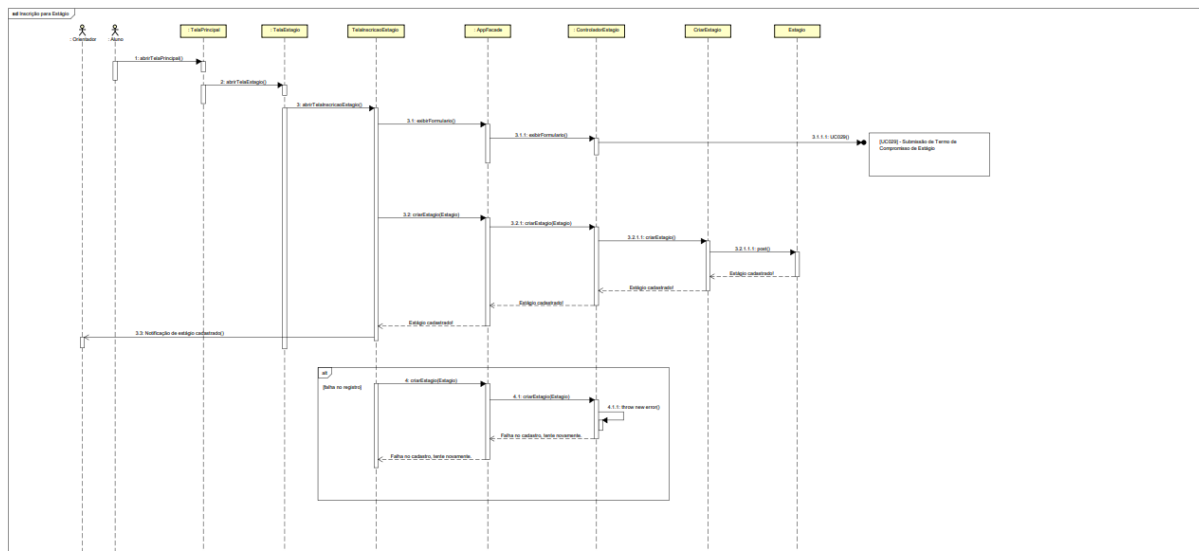 sd Inscrição para Estágio
: Orientador
: Aluno
: TelaPrincipal
: TelaEstagio
TelaInscricaoEstagio
: AppFacade
: ControladorEstagio
CriarEstagio
Estagio
1: abrirTelaPrincipal()
2: abrirTelaEstagio()
3: abrirTelaInscricaoEstagio()
3.1: exibirFormulario()
3.1.1: exibirFormulario()
3.1.1.1: UC029()
[UC029] - Submissão de Termo de
Compromisso de Estágio
3.2: criarEstagio(Estagio)
3.2.1: criarEstagio(Estagio)
3.2.1.1: criarEstagio()
3.2.1.1.1: post()
Estágio cadastrado!
Estágio cadastrado!
Estágio cadastrado!
Estágio cadastrado!
3.3: Notificação de estágio cadastrado()
alt
[falha no registro]
4: criarEstagio(Estagio)
4.1: criarEstagio(Estagio)
4.1.1: throw new error()
Falha no cadastro, tente novamente.
Falha no cadastro, tente novamente.